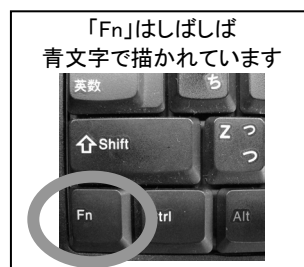 「Fn」はしばしば
青文字で描かれています
英数
ち
⇧Shift
Z っ
つ
Fn
trl
Alt